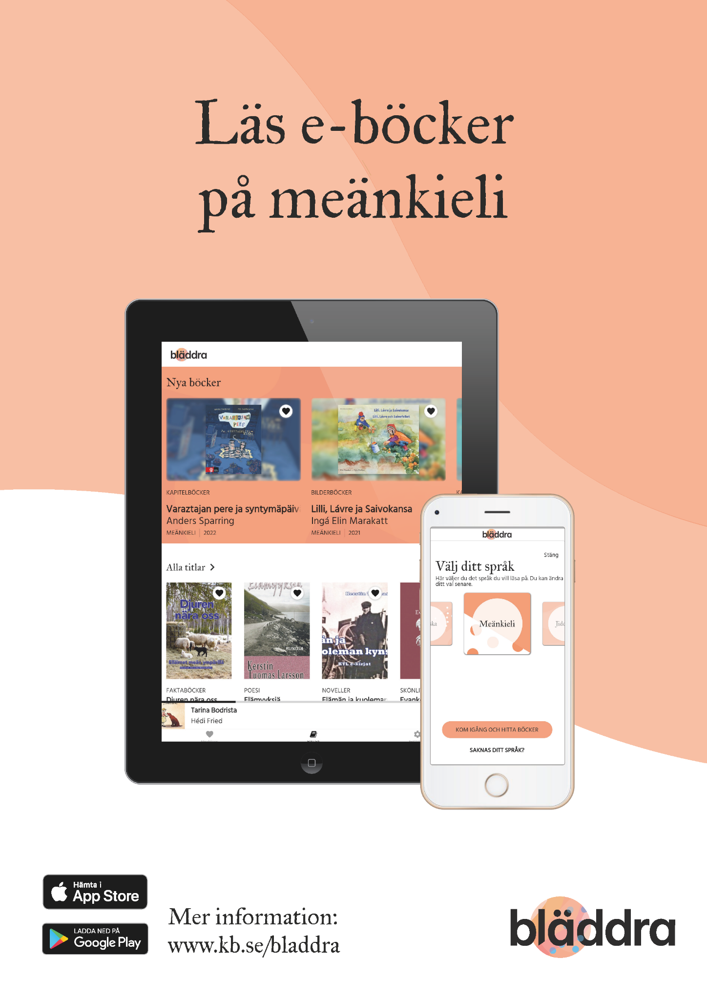 Läs e-böcker
på meänkieli
bläddra
Nya böcker
VARAZTAJAN
PERE
Lilli, Lávre ja Saivokansa
Lilli, Lávre och Saivofolket
KAPITELBÖCKER
Varaztajan pere ja syntymäpäiv
Anders Sparring
MEÄNKIELI | 2022
BILDERBÖCKER
Lilli, Lávre ja Saivokansa
Ingá Elin Marakatt
MEÄNKIELI | 2021
Alla titlar
Djuren
nära oss
Elläimet meän ympäsillä
Elämyyksiä
RUNOJA
Kerstin
Tuomas Larsson
än ja
oleman kyns
KTL e-kirjat
FAKTABÖCKER
Djuren nära oss
POESI
Elämyyksiä
NOVELLER
Elämän ja kuoleman
SKÖNLI
Evank
Tarina Bodrista
Hédi Fried
bläddra
Stäng
Välj ditt språk
Här väljer du det språk du vill läsa på. Du kan ändra
ditt val senare.
ska
Meänkieli
Jidd
KOM IGÅNG OCH HITTA BÖCKER
SAKNAS DITT SPRÅK?
Hämta i
App Store
LADDA NED PÅ
Google Play
Mer information:
www.kb.se/bladdra
bläddra